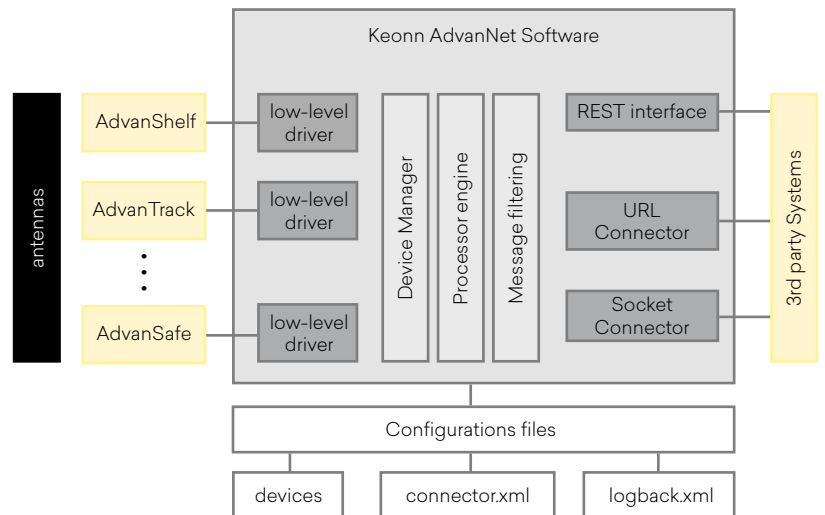 Keonn AdvanNet Software
antennas
AdvanShelf
low-level
driver
AdvanTrack
low-level
driver
AdvanSafe
low-level
driver
Device Manager
Processor engine
Message filtering
REST interface
URL
Connector
Socket
Connector
3rd party Systems
Configurations files
devices
connector.xml
logback.xml